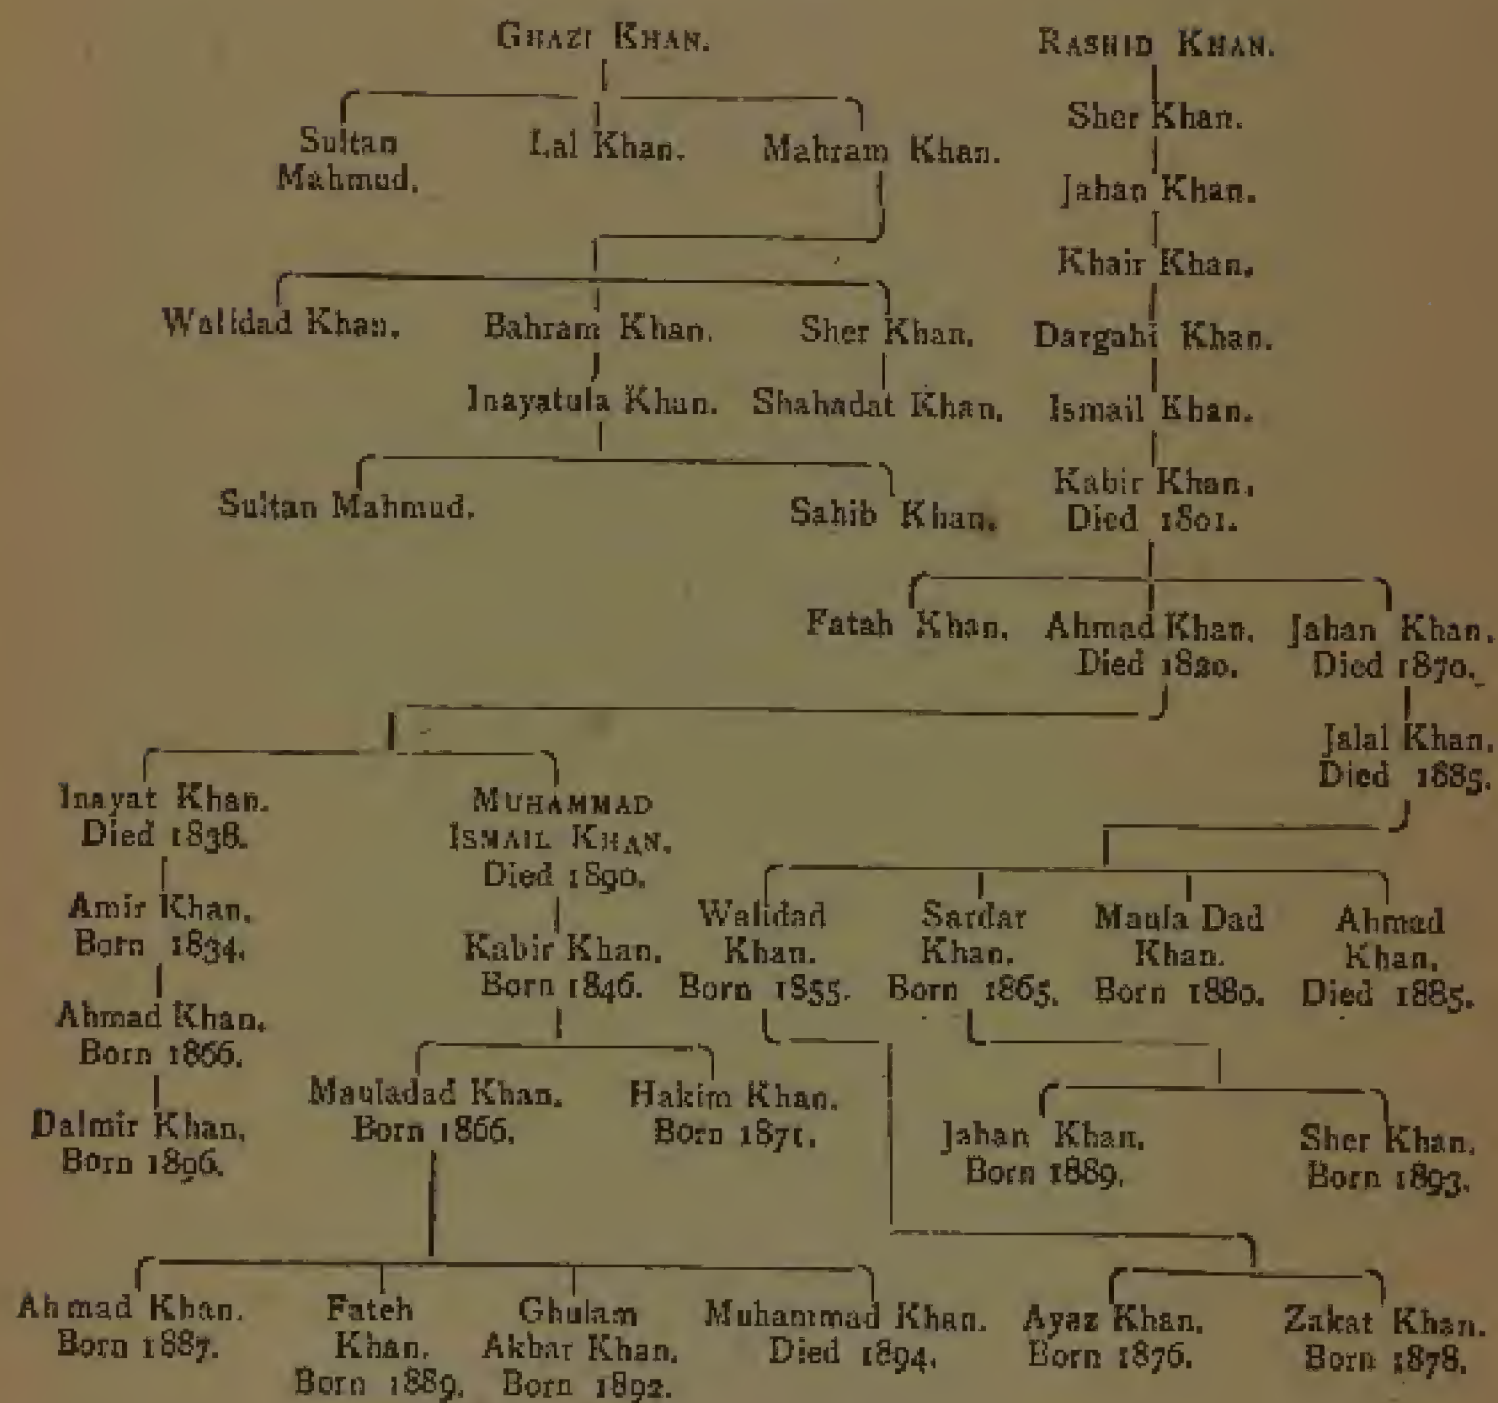 GHAZI KHAN.
RASHID KHAN.
Sher Khan.
Sultan
Mahmud.
Lal Khan.
Mahram Khan.
Jahan Khan.
Khair Khan.
Walidad Khan.
Bahram Khan.
Sher Khan.
Dargahi Khan.
Inayatula Khan.
Shahadat Khan.
Ismail Khan.
Sultan Mahmud.
Sahib Khan.
Kabir Khan.
Died 1801.
Fatah Khan.
Ahmad Khan.
Died 1820.
Jahan Khan.
Died 1870.
Jalal Khan.
Died 1885.
Inayat Khan.
Died 1838.
MUHAMMAD
ISMAIL KHAN.
Died 1890.
Amir Khan.
Born 1834.
Kabir Khan.
Born 1846.
Walidad
Khan.
Born 1855.
Sardar
Khan.
Born 1865.
Maula Dad
Khan.
Born 1880.
Ahmad
Khan.
Died 1885.
Ahmad Khan.
Born 1866.
Mauladad Khan.
Born 1866.
Hakim Khan.
Born 1871.
Dalmir Khan.
Born 1896.
Jahan Khan.
Born 1889.
Sher Khan.
Born 1893.
Ahmad Khan.
Born 1887.
Fateh
Khan.
Born 1889.
Ghulam
Akbar Khan.
Born 1892.
Muhammad Khan.
Died 1894.
Ayaz Khan.
Born 1876.
Zakat Khan.
Born 1878.